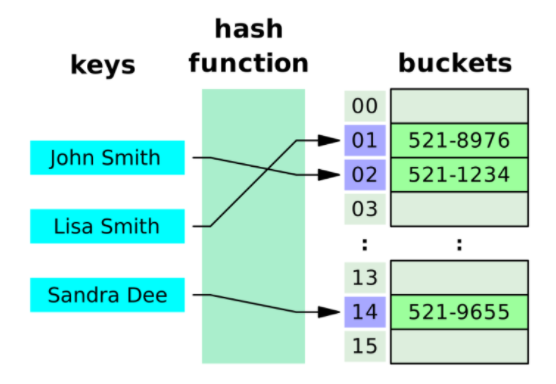 keys
hash
function
buckets
John Smith
Lisa Smith
Sandra Dee
00
01 521-8976
02 521-1234
03
: :
13
14 521-9655
15